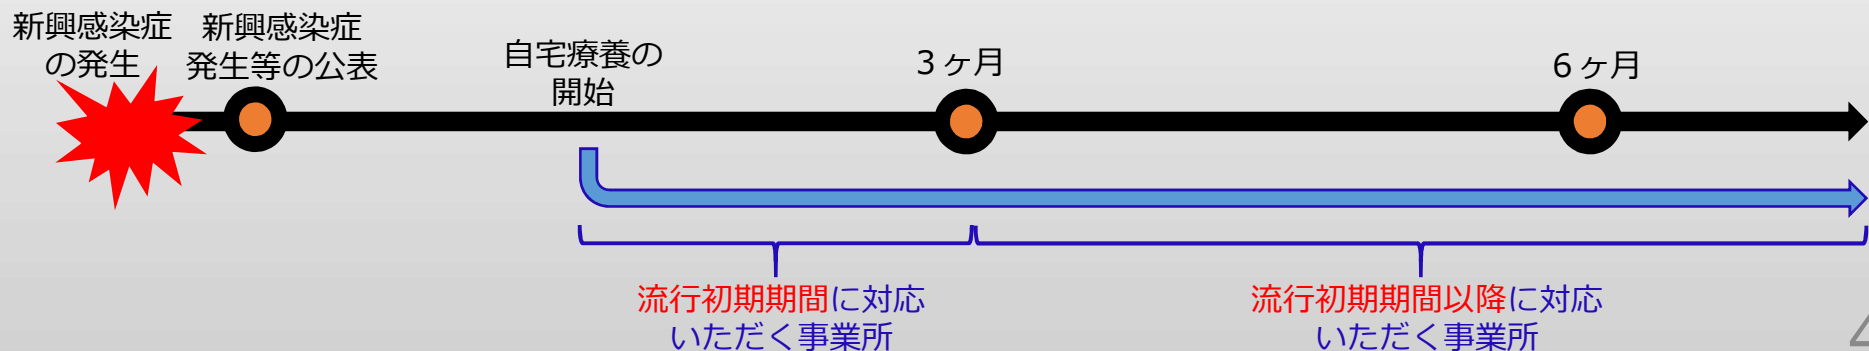 新興感染症
の発生
新興感染症
発生等の公表
自宅療養の
開始
3ヶ月
6ヶ月
流行初期期間に対応
いただく事業所
流行初期期間以降に対応
いただく事業所
4